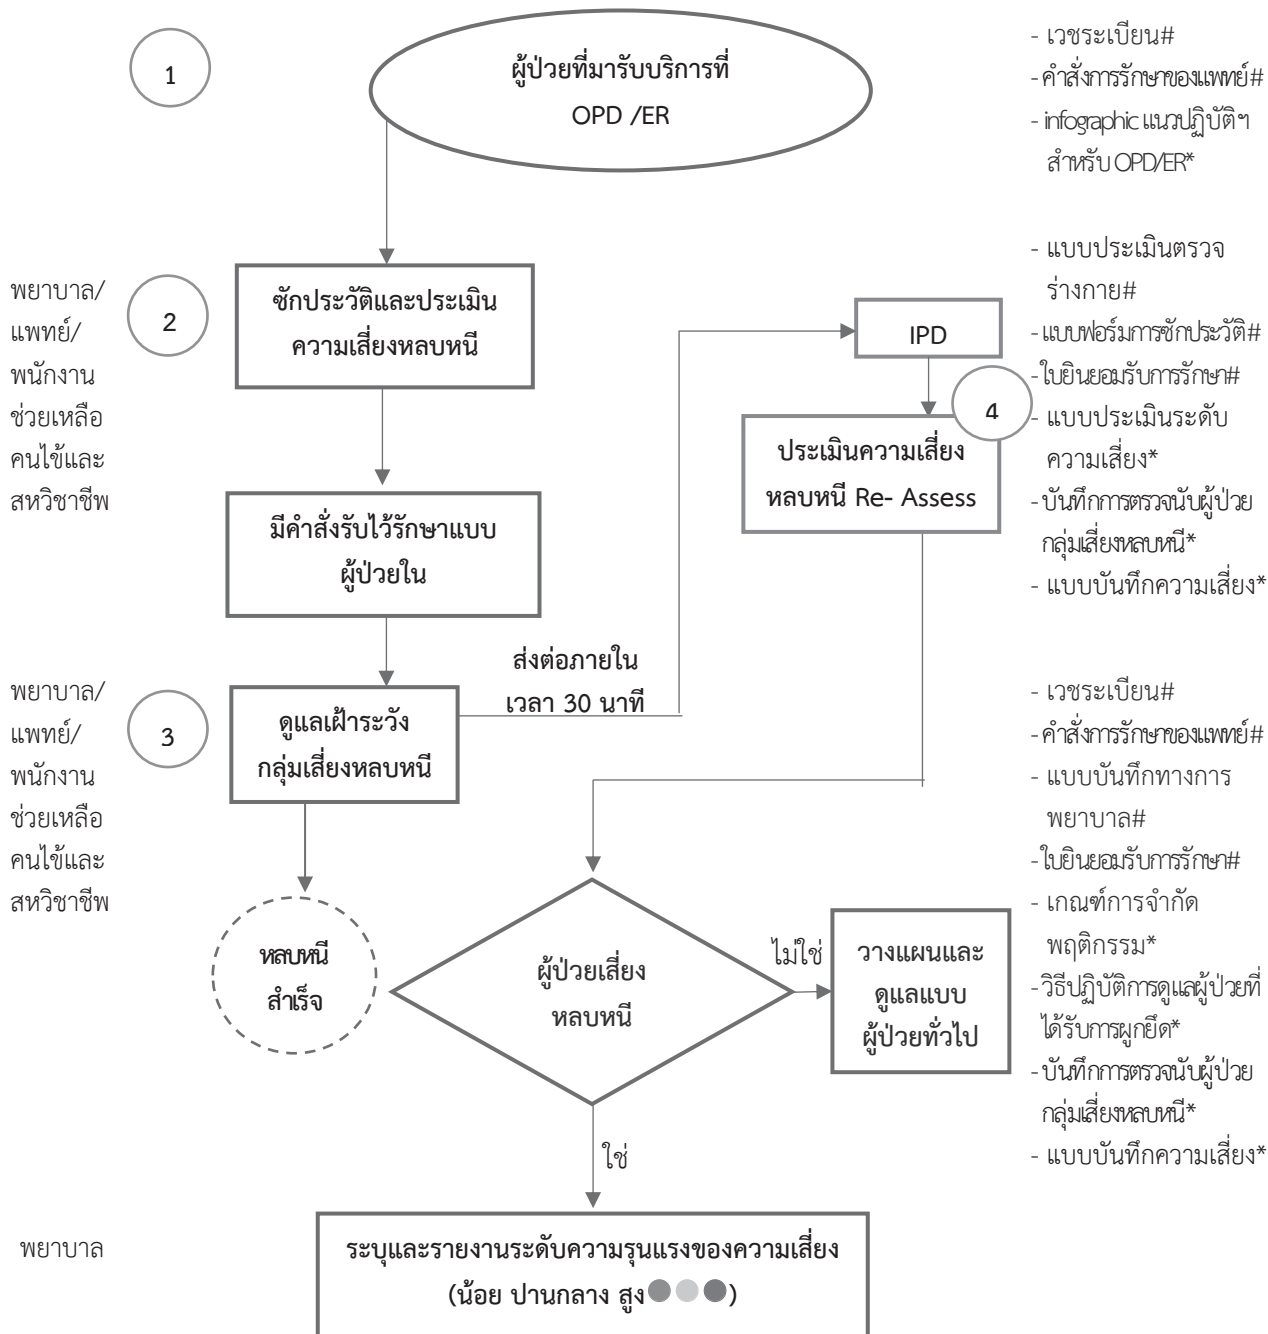 1
ผู้ป่วยที่มารับบริการที่
OPD /ER
- เวชระเบียน#
- คำสั่งการรักษาของแพทย์#
- infographic แนวปฏิบัติฯ
สำหรับ OPD/ER*
พยาบาล/
แพทย์/
พนักงาน
ช่วยเหลือ
คนไข้และ
สหวิชาชีพ
2
ซักประวัติและประเมิน
ความเสี่ยงหลบหนี
IPD
4
ประเมินความเสี่ยง
หลบหนี Re- Assess
- แบบประเมินตรวจ
ร่างกาย#
- แบบฟอร์มการซักประวัติ#
- ใบยินยอมรับการรักษา#
- แบบประเมินระดับ
ความเสี่ยง*
- บันทึกการตรวจนับผู้ป่วย
กลุ่มเสี่ยงหลบหนี*
- แบบบันทึกความเสี่ยง*
มีคำสั่งรับไว้รักษาแบบ
ผู้ป่วยใน
ส่งต่อภายใน
เวลา 30 นาที
พยาบาล/
แพทย์/
พนักงาน
ช่วยเหลือ
คนไข้และ
สหวิชาชีพ
3
ดูแลเฝ้าระวัง
กลุ่มเสี่ยงหลบหนี
- เวชระเบียน#
- คำสั่งการรักษาของแพทย์#
- แบบบันทึกทางการ
พยาบาล#
- ใบยินยอมรับการรักษา#
- เกณฑ์การจำกัด
พฤติกรรม*
- วิธีปฏิบัติการดูแลผู้ป่วยที่
ได้รับการผูกยึด*
- บันทึกการตรวจนับผู้ป่วย
กลุ่มเสี่ยงหลบหนี*
- แบบบันทึกความเสี่ยง*
หลบหนี
สำเร็จ
ผู้ป่วยเสี่ยง
หลบหนี
ไม่ใช่
วางแผนและ
ดูแลแบบ
ผู้ป่วยทั่วไป
ใช่
พยาบาล
ระบุและรายงานระดับความรุนแรงของความเสี่ยง
(น้อย ปานกลาง สูง)